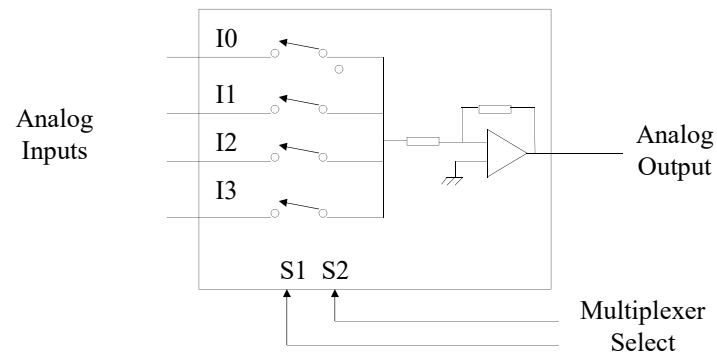 I0
I1
Analog
Inputs
I2
I3
Analog
Output
S1 S2
Multiplexer
Select